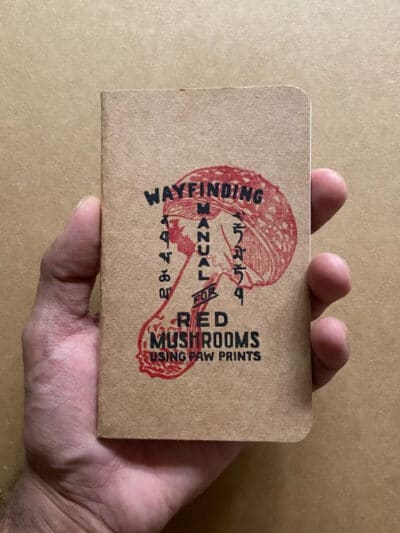 WAYFINDING
MANUAL
FOR
RED
MUSHROOMS
USING PAW PRINTS